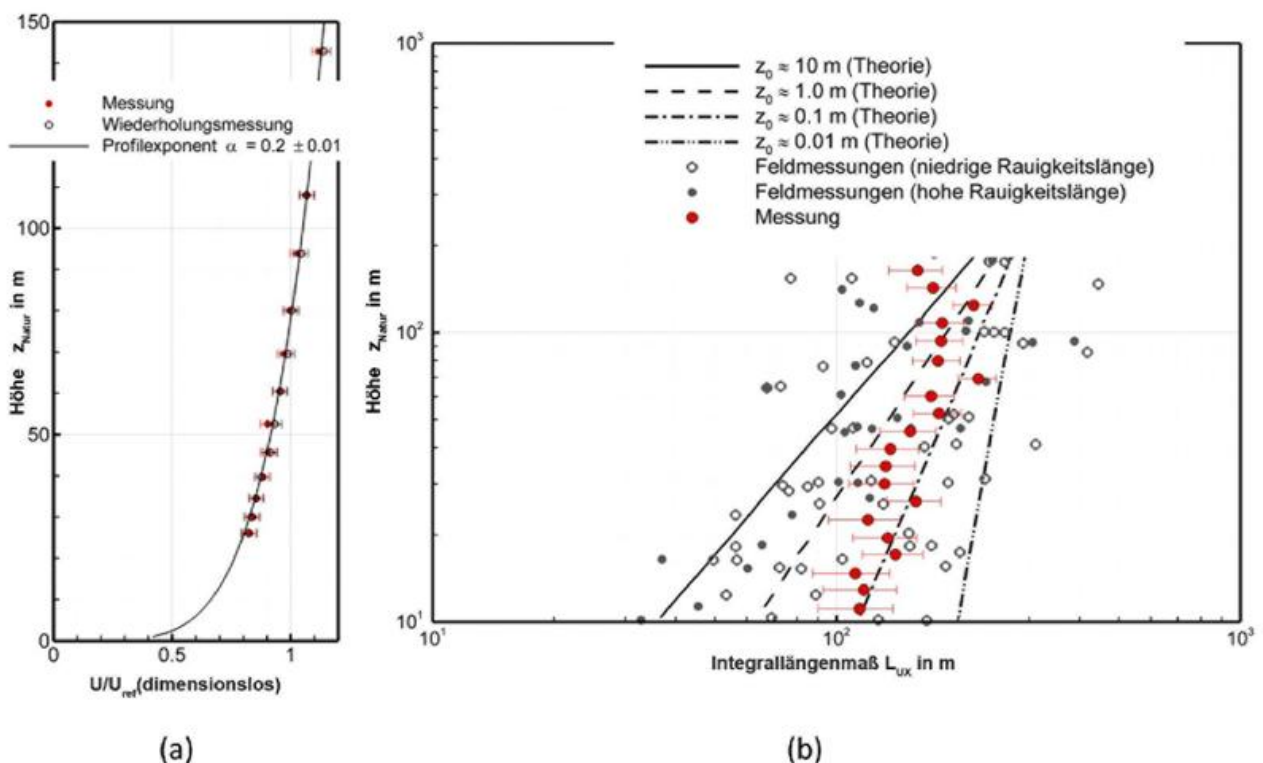 150
100
50
0
0
0.5
1
Höhe z_Natur in m
U/U_ref(dimensionslos)
Messung
Wiederholungsmessung
Profilexponent α = 0.2 ± 0.01
(a)
10³
10²
10¹
10¹
10²
10³
Höhe z_Natur in m
Integrallängenmaß L_UX in m
z₀ ≈ 10 m (Theorie)
z₀ ≈ 1.0 m (Theorie)
z₀ ≈ 0.1 m (Theorie)
z₀ ≈ 0.01 m (Theorie)
Feldmessungen (niedrige Rauigkeitslänge)
Feldmessungen (hohe Rauigkeitslänge)
Messung
(b)